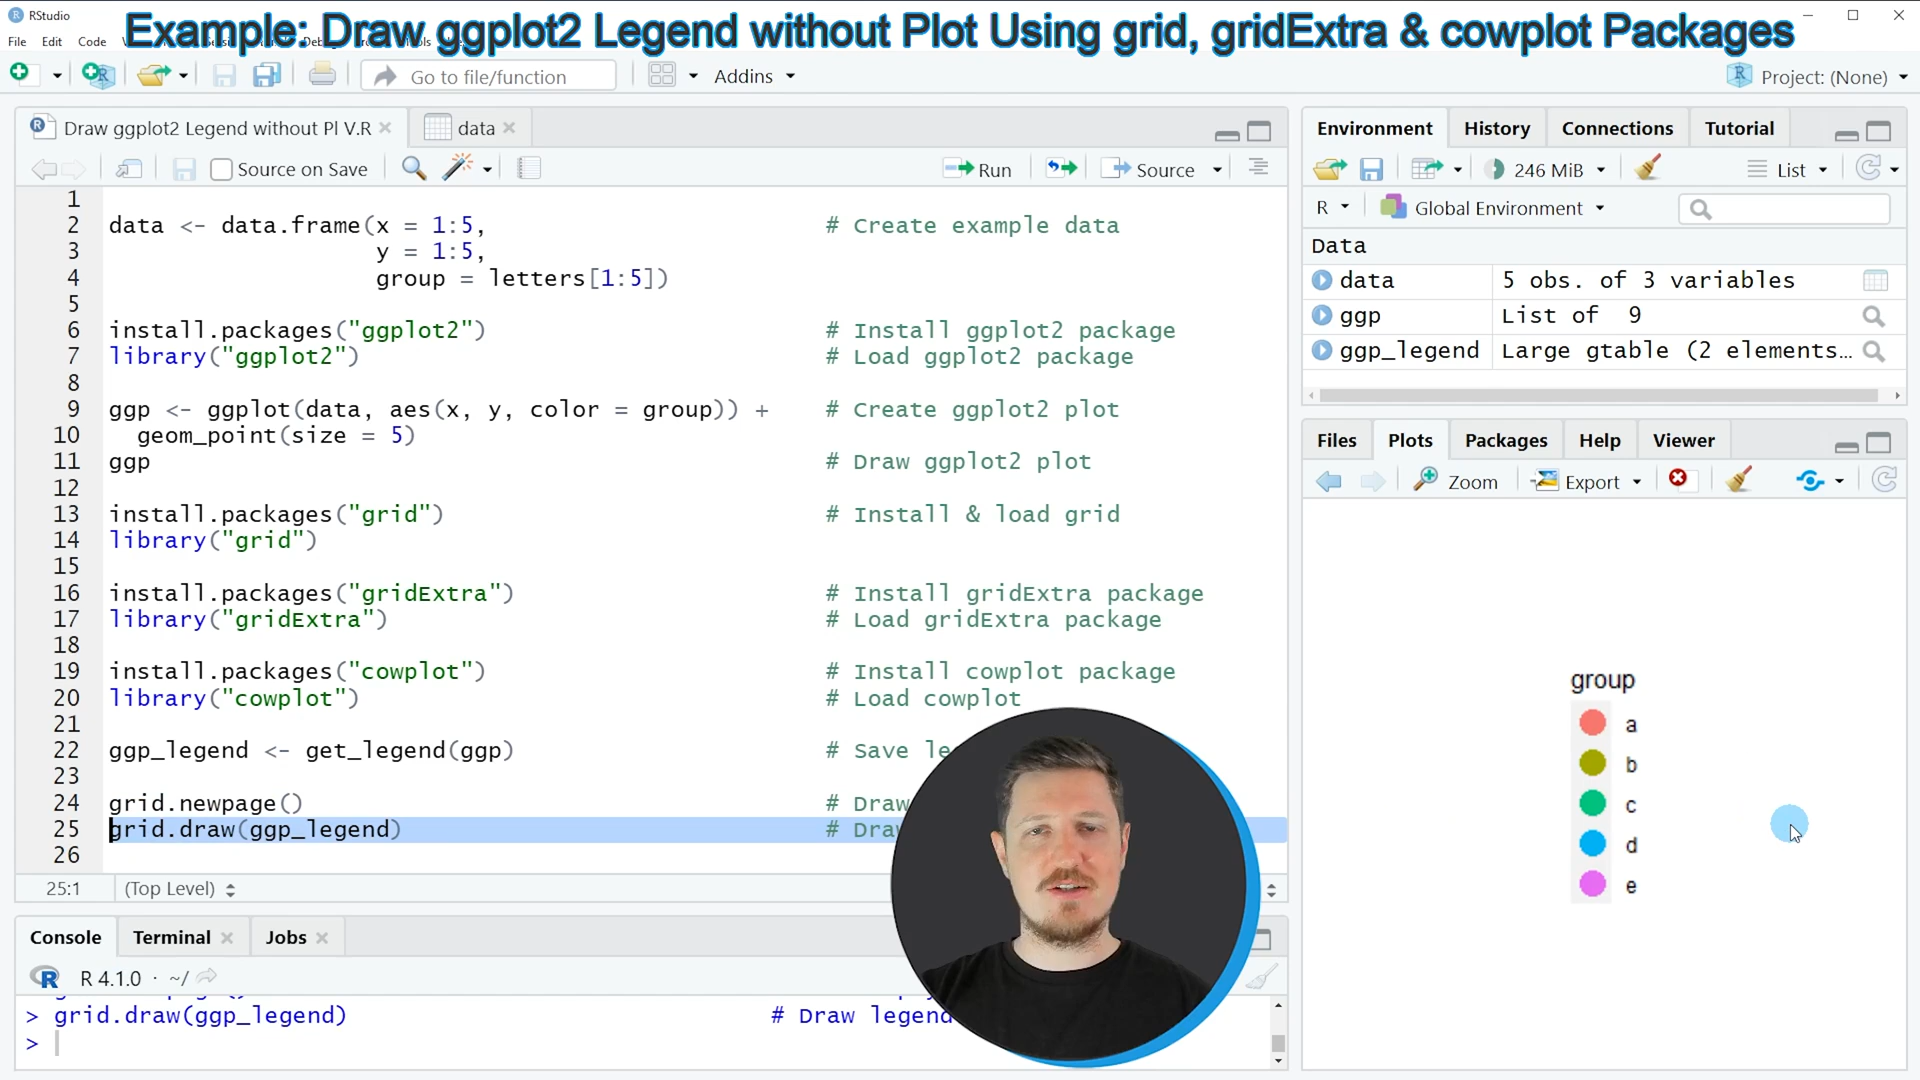 RStudio
Example: Draw ggplot2 Legend without Plot Using grid, gridExtra & cowplot Packages
File Edit Code
Go to file/function
Addins
Project: (None)
Draw ggplot2 Legend without Pl V.R
data
Source on Save
Run
Source
1
2 data <- data.frame(x = 1:5, # Create example data
3 y = 1:5,
4 group = letters[1:5])
5
6 install.packages("ggplot2") # Install ggplot2 package
7 library("ggplot2") # Load ggplot2 package
8
9 ggp <- ggplot(data, aes(x, y, color = group)) + # Create ggplot2 plot
10 geom_point(size = 5)
11 ggp # Draw ggplot2 plot
12
13 install.packages("grid") # Install & load grid
14 library("grid")
15
16 install.packages("gridExtra") # Install gridExtra package
17 library("gridExtra") # Load gridExtra package
18
19 install.packages("cowplot") # Install cowplot package
20 library("cowplot") # Load cowplot
21
22 ggp_legend <- get_legend(ggp) # Save le
23
24 grid.newpage() # Draw
25 grid.draw(ggp_legend) # Draw
26
25:1 (Top Level)
Console Terminal Jobs
R 4.1.0 · ~/
> grid.draw(ggp_legend) # Draw legend
>
Environment History Connections Tutorial
246 MiB
List
R Global Environment
Data
data 5 obs. of 3 variables
ggp List of 9
ggp_legend Large gtable (2 elements…
Files Plots Packages Help Viewer
Zoom Export
group
a
b
c
d
e